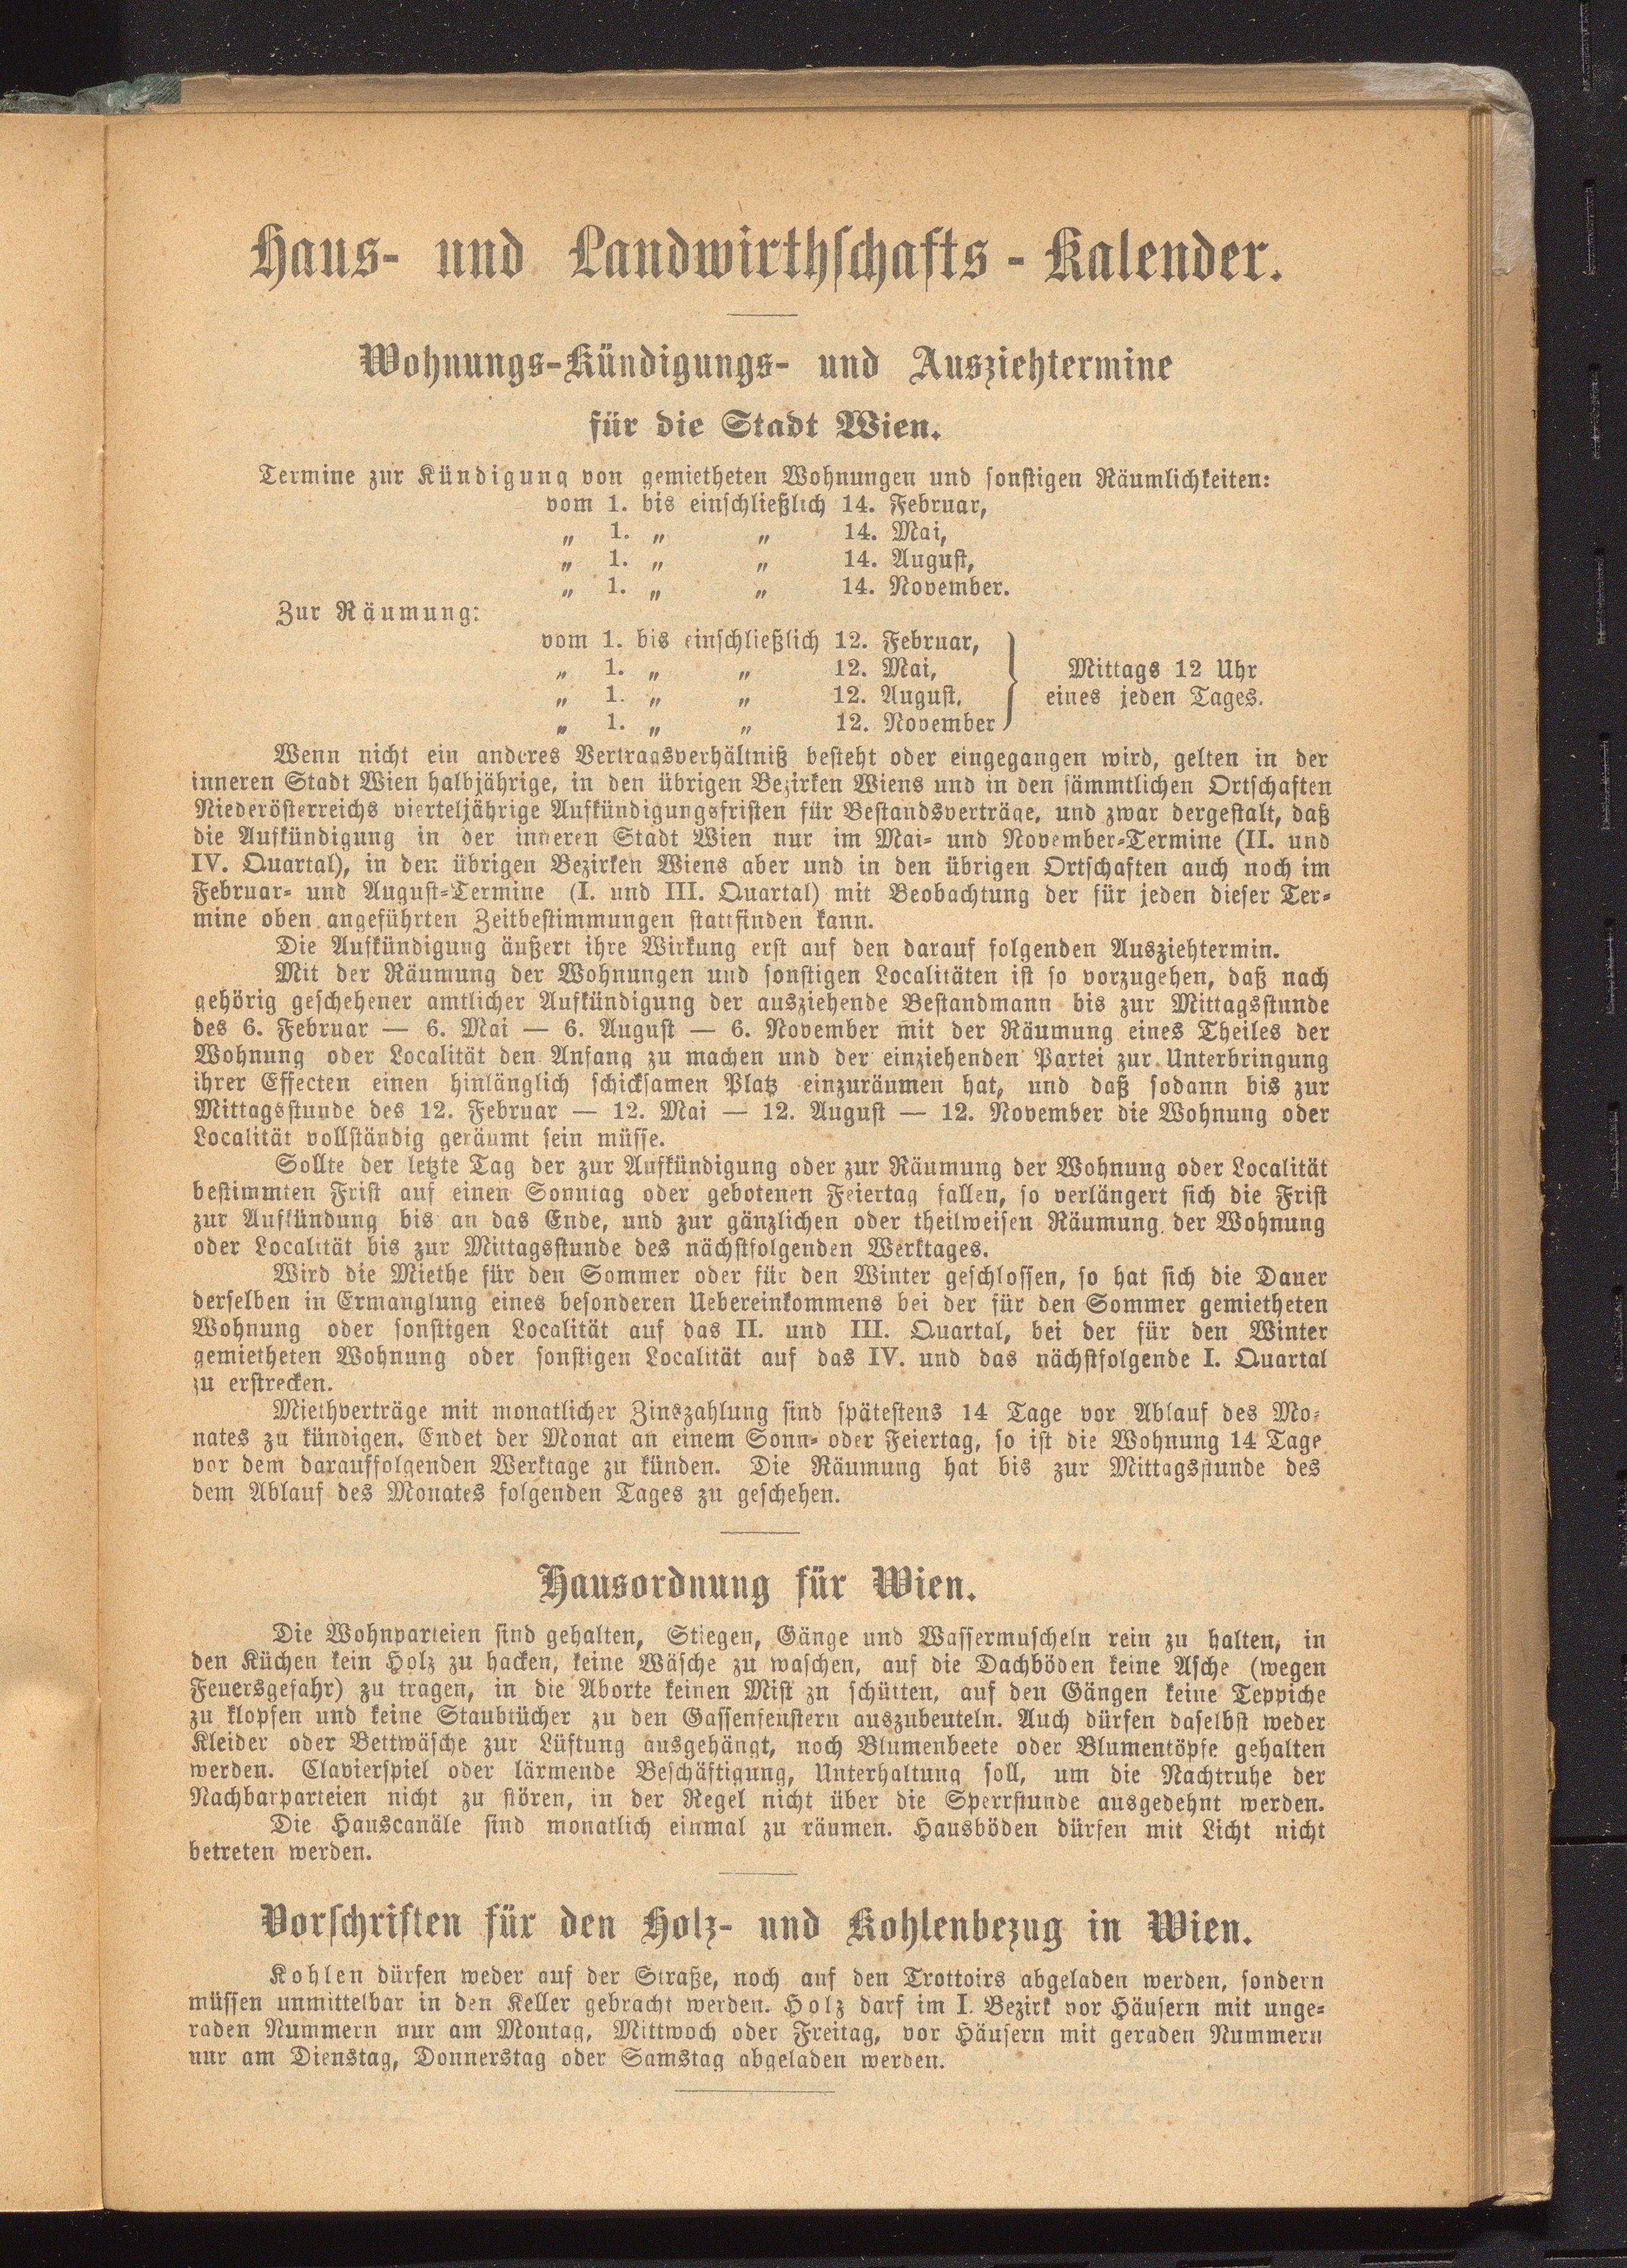 Haus- und Landwirthschafts-Kalender.
Wohnungs-Kündigungs- und Ausziehtermine
für die Stadt Wien.
Termine zur Kündigung von gemietheten Wohnungen und sonstigen Räumlichkeiten:
vom 1. bis einschließlich 14. Februar,
„ 1. „ „ 14. Mai,
„ 1. „ „ 14. August,
„ 1. „ „ 14. November.
Zur Räumung:
vom 1. bis einschließlich 12. Februar,
„ 1. „ „ 12. Mai, Mittags 12 Uhr
„ 1. „ „ 12. August, eines jeden Tages.
„ 1. „ „ 12. November
Wenn nicht ein anderes Vertragsverhältniß besteht oder eingegangen wird, gelten in der
inneren Stadt Wien halbjährige, in den übrigen Bezirken Wiens und in den sämmtlichen Ortschaften
Niederösterreichs vierteljährige Aufkündigungsfristen für Bestandsverträge, und zwar dergestalt, daß
die Aufkündigung in der inneren Stadt Wien nur im Mai- und November-Termine (II. und
IV. Quartal), in den übrigen Bezirken Wiens aber und in den übrigen Ortschaften auch noch im
Februar- und August-Termine (I. und III. Quartal) mit Beobachtung der für jeden dieser Ter-
mine oben angeführten Zeitbestimmungen stattfinden kann.
Die Aufkündigung äußert ihre Wirkung erst auf den darauf folgenden Ausziehtermin.
Mit der Räumung der Wohnungen und sonstigen Localitäten ist so vorzugehen, daß nach
gehörig geschehener amtlicher Aufkündigung der ausziehende Bestandmann bis zur Mittagsstunde
des 6. Februar — 6. Mai — 6. August — 6. November mit der Räumung eines Theiles der
Wohnung oder Localität den Anfang zu machen und der einziehenden Partei zur Unterbringung
ihrer Effecten einen hinlänglich schicksamen Platz einzuräumen hat, und daß sodann bis zur
Mittagsstunde des 12. Februar — 12. Mai — 12. August — 12. November die Wohnung oder
Localität vollständig geräumt sein müsse.
Sollte der letzte Tag der zur Aufkündigung oder zur Räumung der Wohnung oder Localität
bestimmten Frist auf einen Sonntag oder gebotenen Feiertag fallen, so verlängert sich die Frist
zur Aufkündung bis an das Ende, und zur gänzlichen oder theilweisen Räumung der Wohnung
oder Localität bis zur Mittagsstunde des nächstfolgenden Werktages.
Wird die Miethe für den Sommer oder für den Winter geschlossen, so hat sich die Dauer
derselben in Ermanglung eines besonderen Uebereinkommens bei der für den Sommer gemietheten
Wohnung oder sonstigen Localität auf das II. und III. Quartal, bei der für den Winter
gemietheten Wohnung oder sonstigen Localität auf das IV. und das nächstfolgende I. Quartal
zu erstrecken.
Miethverträge mit monatlicher Zinszahlung sind spätestens 14 Tage vor Ablauf des Mo-
nates zu kündigen. Endet der Monat an einem Sonn- oder Feiertag, so ist die Wohnung 14 Tage
vor dem darauffolgenden Werktage zu künden. Die Räumung hat bis zur Mittagsstunde des
dem Ablauf des Monates folgenden Tages zu geschehen.
Hausordnung für Wien.
Die Wohnparteien sind gehalten, Stiegen, Gänge und Wassermuscheln rein zu halten, in
den Küchen kein Holz zu hacken, keine Wäsche zu waschen, auf die Dachböden keine Asche (wegen
Feuersgefahr) zu tragen, in die Aborte keinen Mist zu schütten, auf den Gängen keine Teppiche
zu klopfen und keine Staubtücher zu den Gassenfenstern auszubeuteln. Auch dürfen daselbst weder
Kleider oder Bettwäsche zur Lüftung ausgehängt, noch Blumenbeete oder Blumentöpfe gehalten
werden. Clavierspiel oder lärmende Beschäftigung, Unterhaltung soll, um die Nachtruhe der
Nachbarparteien nicht zu stören, in der Regel nicht über die Sperrstunde ausgedehnt werden.
Die Hauscanäle sind monatlich einmal zu räumen. Hausböden dürfen mit Licht nicht
betreten werden.
Vorschriften für den Holz- und Kohlenbezug in Wien.
Kohlen dürfen weder auf der Straße, noch auf den Trottoirs abgeladen werden, sondern
müssen unmittelbar in den Keller gebracht werden. Holz darf im I. Bezirk vor Häusern mit unge-
raden Nummern nur am Montag, Mittwoch oder Freitag, vor Häusern mit geraden Nummern
nur am Dienstag, Donnerstag oder Samstag abgeladen werden.